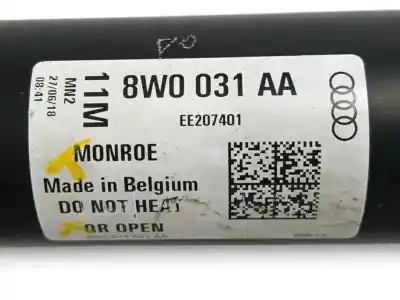 MN2
27/06/18
08:41
11M
8W0 031 AA
EE207401
MONROE
Made in Belgium
DO NOT HEAT
OR OPEN